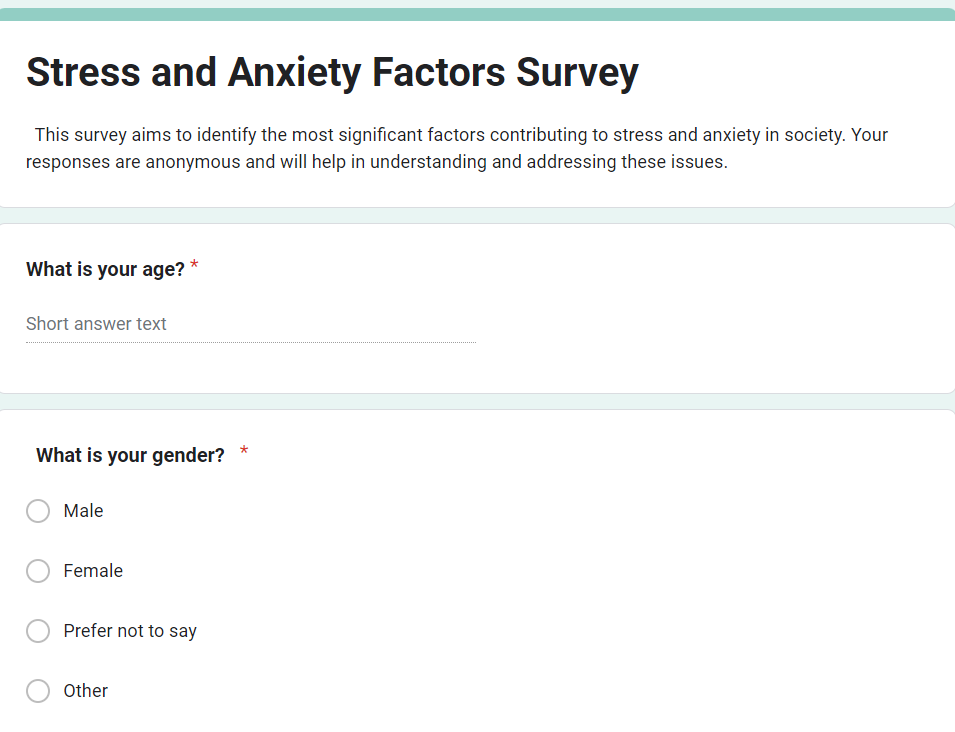 Stress and Anxiety Factors Survey
This survey aims to identify the most significant factors contributing to stress and anxiety in society. Your
responses are anonymous and will help in understanding and addressing these issues.
What is your age? *
Short answer text
What is your gender? *
Male
Female
Prefer not to say
Other